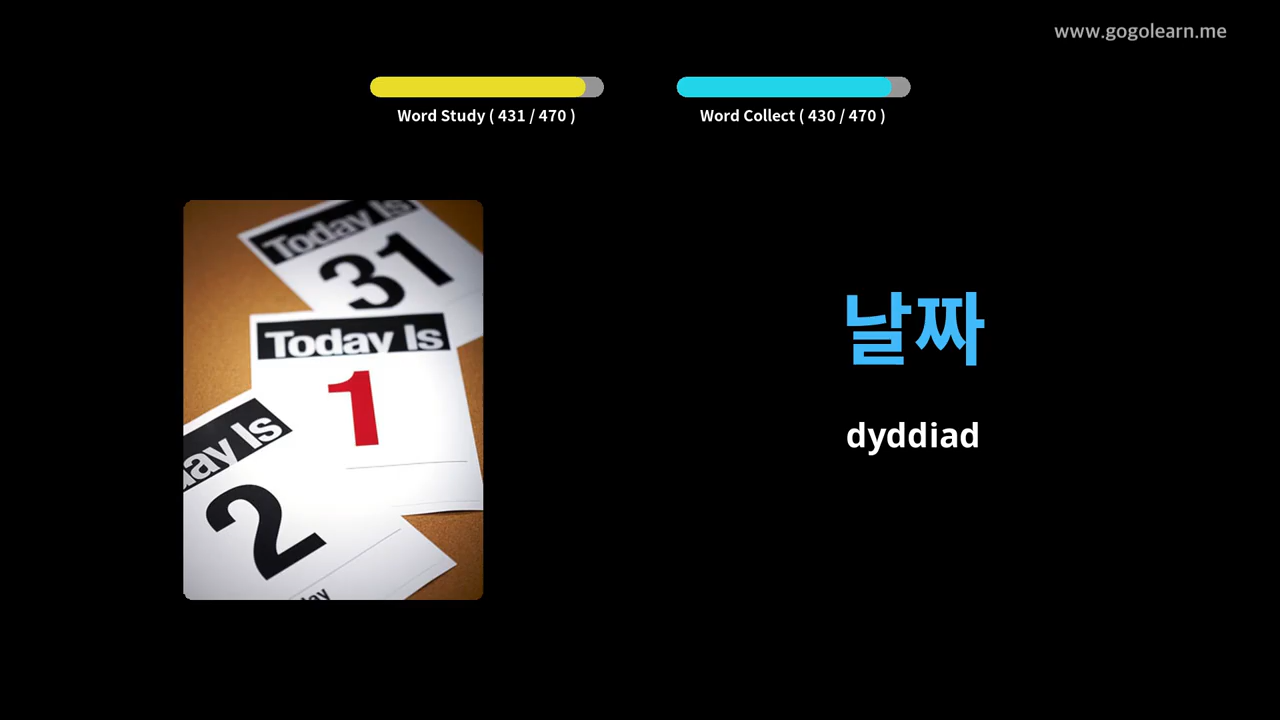 www.gogolearn.me
Word Study ( 431 / 470 )
Word Collect ( 430 / 470 )
Today Is
31
Today Is
1
ay Is
2
날짜
dyddiad